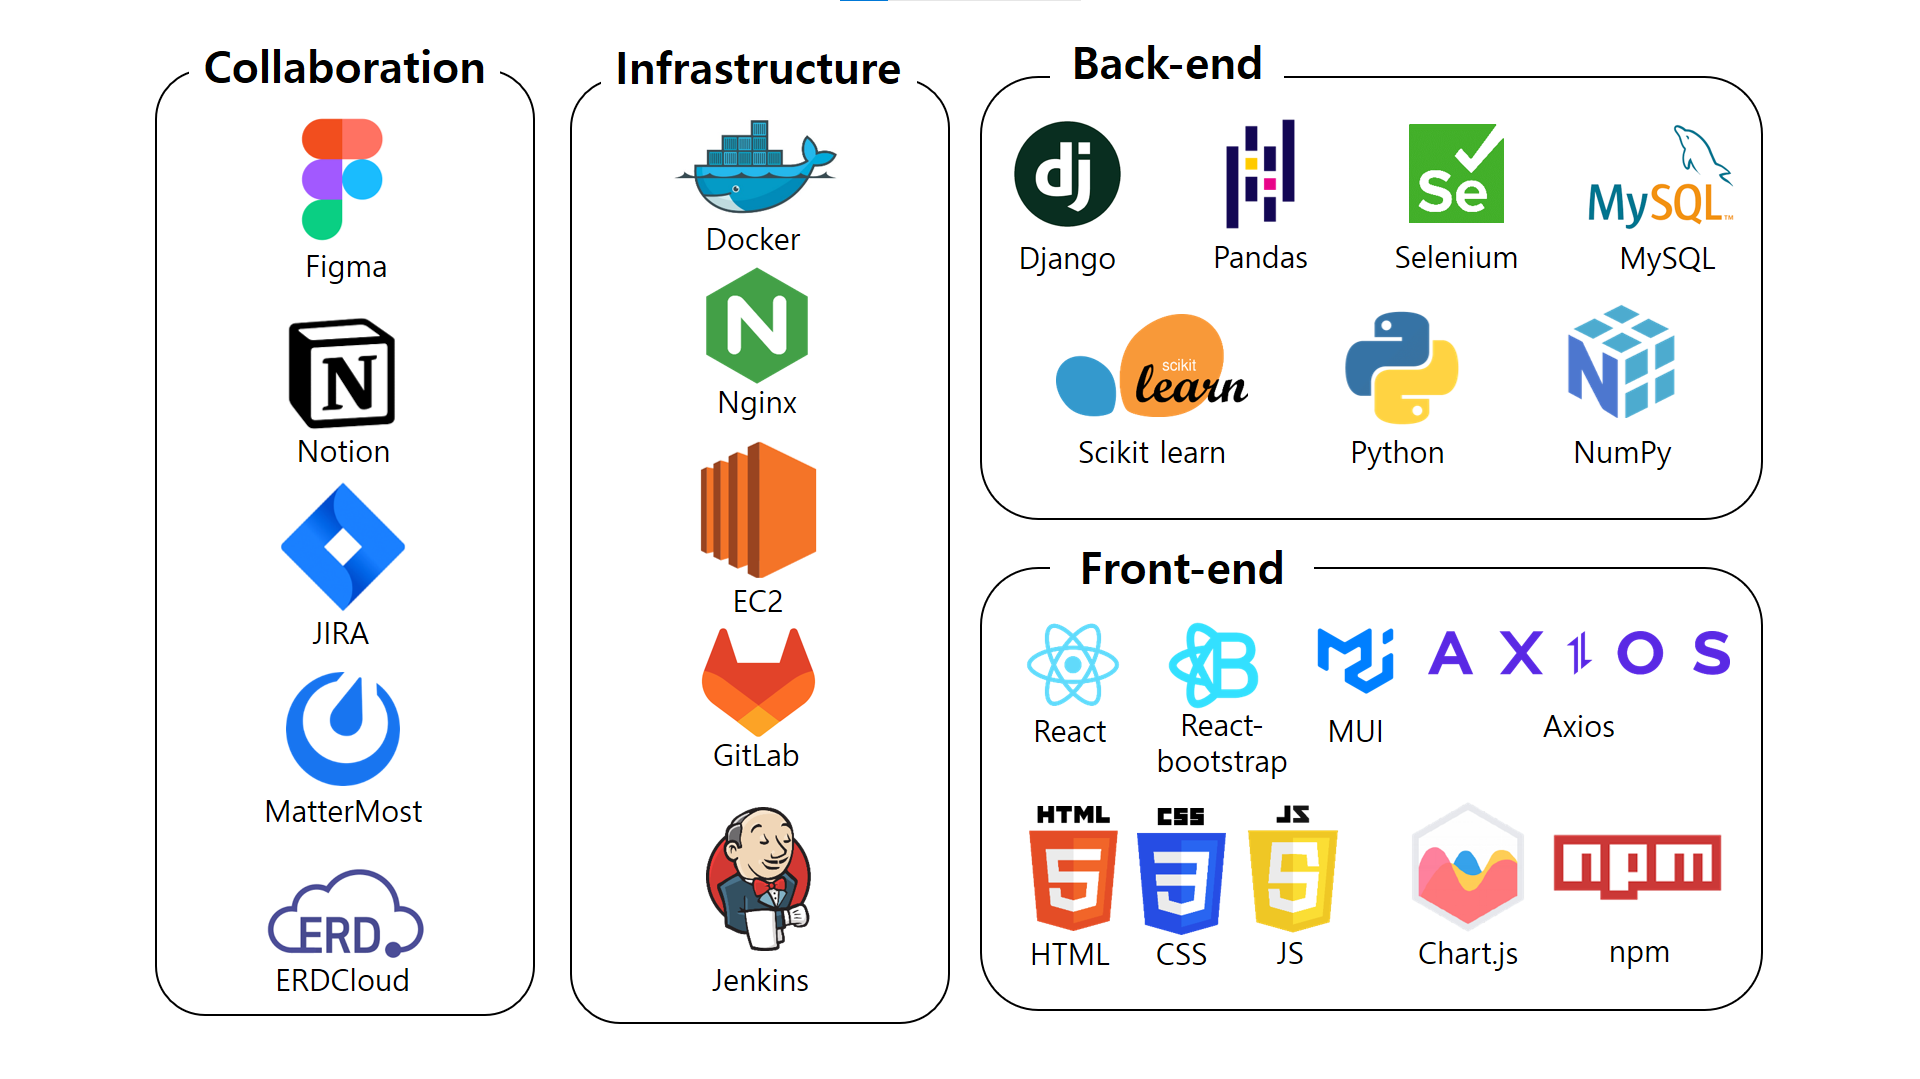 Collaboration
Figma
N
Notion
JIRA
MatterMost
ERD
ERDCloud
Infrastructure
Docker
N
Nginx
EC2
GitLab
Jenkins
Back-end
dj
Se
MySQL™
Django
Pandas
Selenium
MySQL
scikit
learn
N
Scikit learn
Python
NumPy
Front-end
B
AXIOS
React
React-
bootstrap
MUI
Axios
HTML
CSS
JS
5
3
5
npm
HTML
CSS
JS
Chart.js
npm